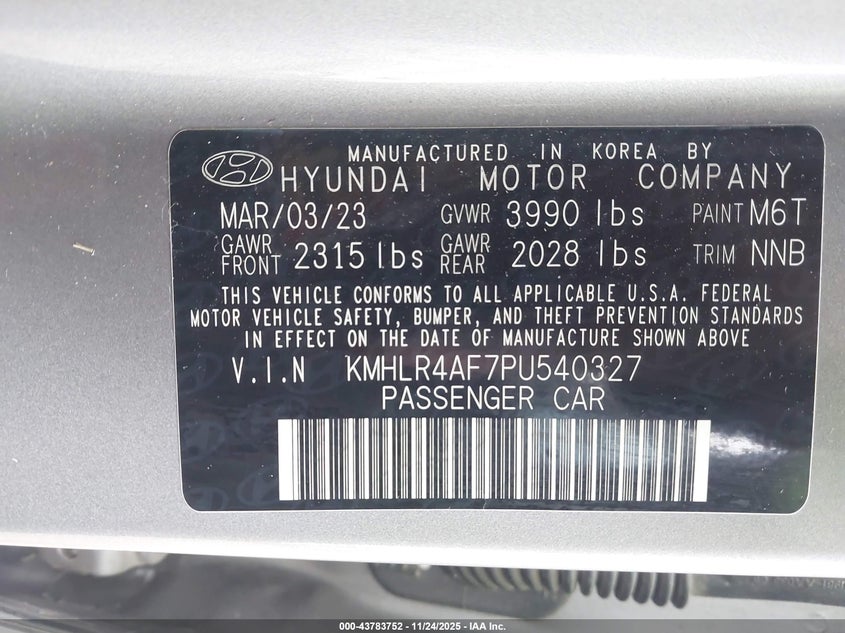 MANUFACTURED IN KOREA BY
HYUNDAI MOTOR COMPANY
MAR/03/23 GVWR 3990 lbs PAINT M6T
GAWR FRONT 2315 lbs GAWR REAR 2028 lbs TRIM NNB
THIS VEHICLE CONFORMS TO ALL APPLICABLE U.S.A. FEDERAL
MOTOR VEHICLE SAFETY, BUMPER, AND THEFT PREVENTION STANDARDS
IN EFFECT ON THE DATE OF MANUFACTURE SHOWN ABOVE
V.I.N KMHLR4AF7PU540327
PASSENGER CAR
000-43783752 - 11/24/2025 - IAA Inc.